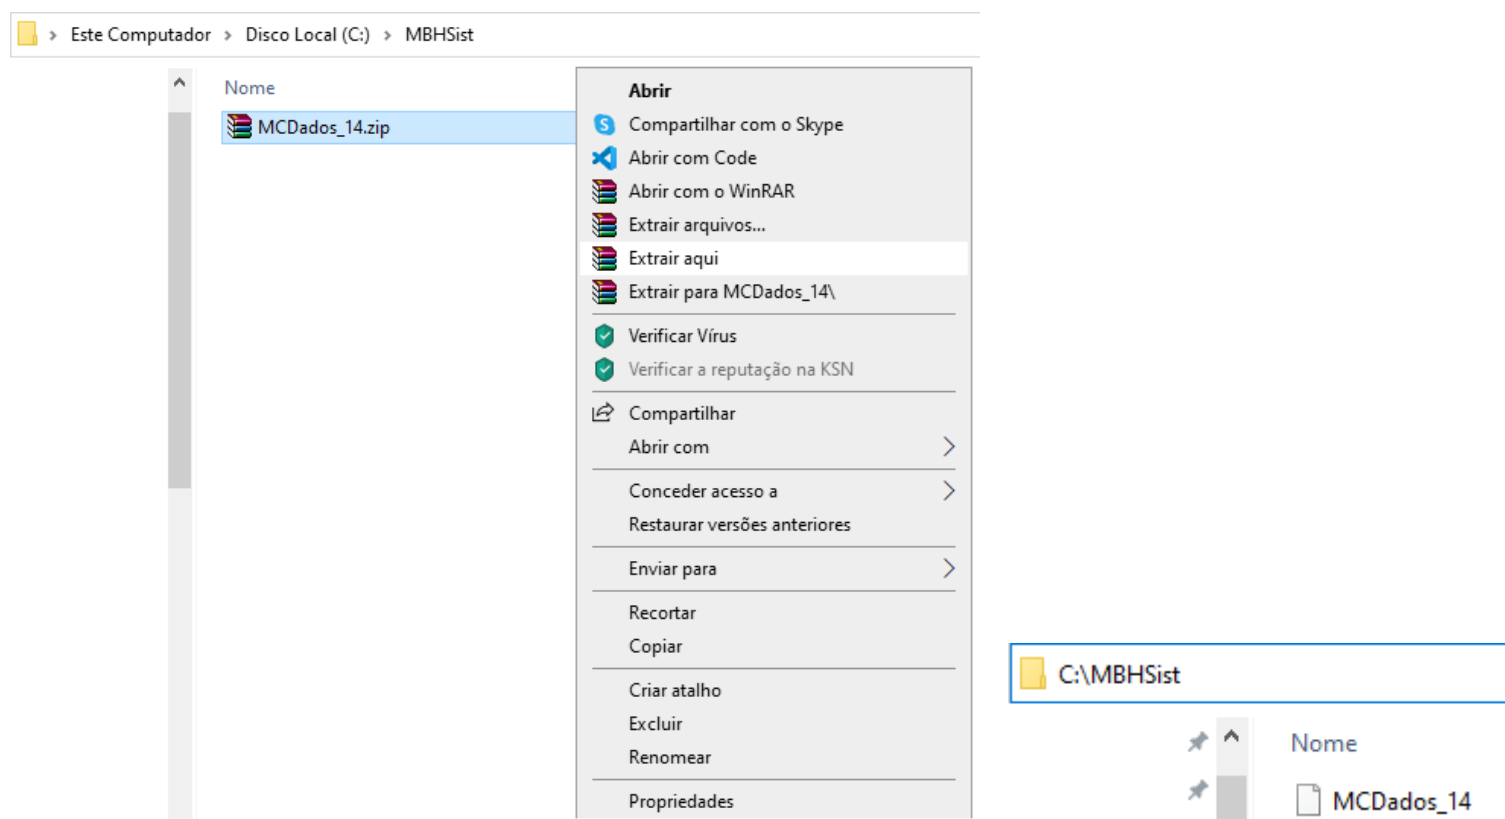 Este Computador > Disco Local (C:) > MBHSist
Nome
MCDados_14.zip
Abrir
Compartilhar com o Skype
Abrir com Code
Abrir com o WinRAR
Extrair arquivos...
Extrair aqui
Extrair para MCDados_14\
Verificar Vírus
Verificar a reputação na KSN
Compartilhar
Abrir com
Conceder acesso a
Restaurar versões anteriores
Enviar para
Recortar
Copiar
Criar atalho
Excluir
Renomear
Propriedades
C:\MBHSist
Nome
MCDados_14